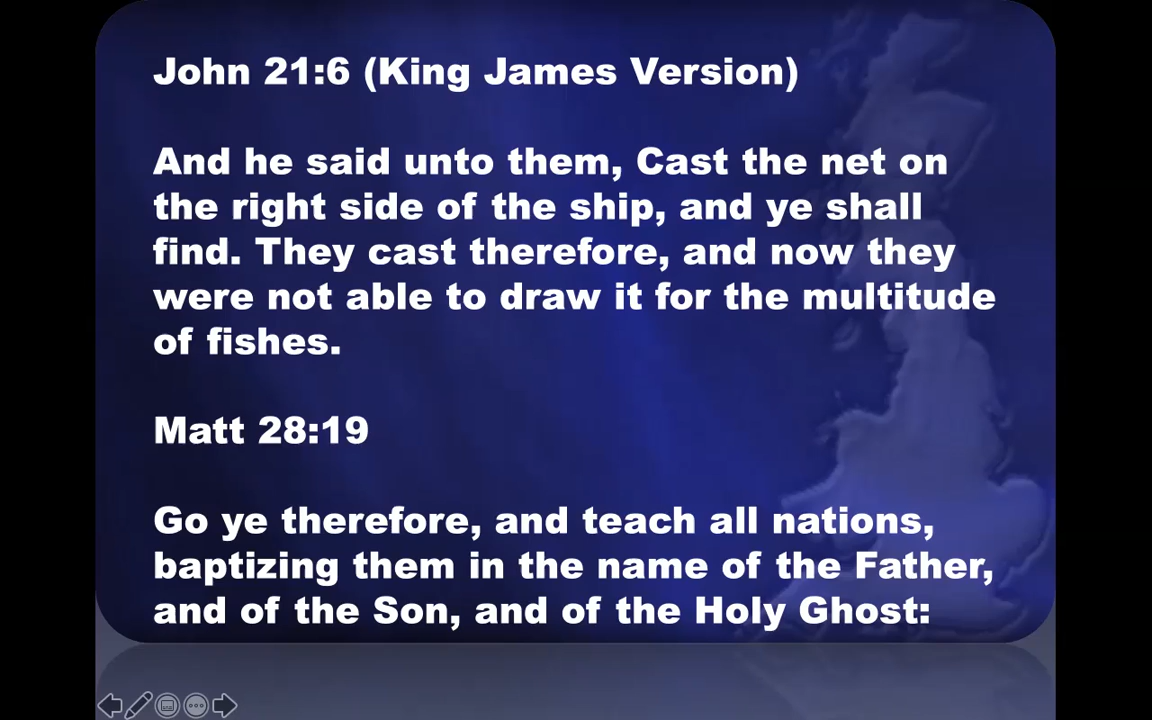 John 21:6 (King James Version)
And he said unto them, Cast the net on
the right side of the ship, and ye shall
find. They cast therefore, and now they
were not able to draw it for the multitude
of fishes.
Matt 28:19
Go ye therefore, and teach all nations,
baptizing them in the name of the Father,
and of the Son, and of the Holy Ghost: